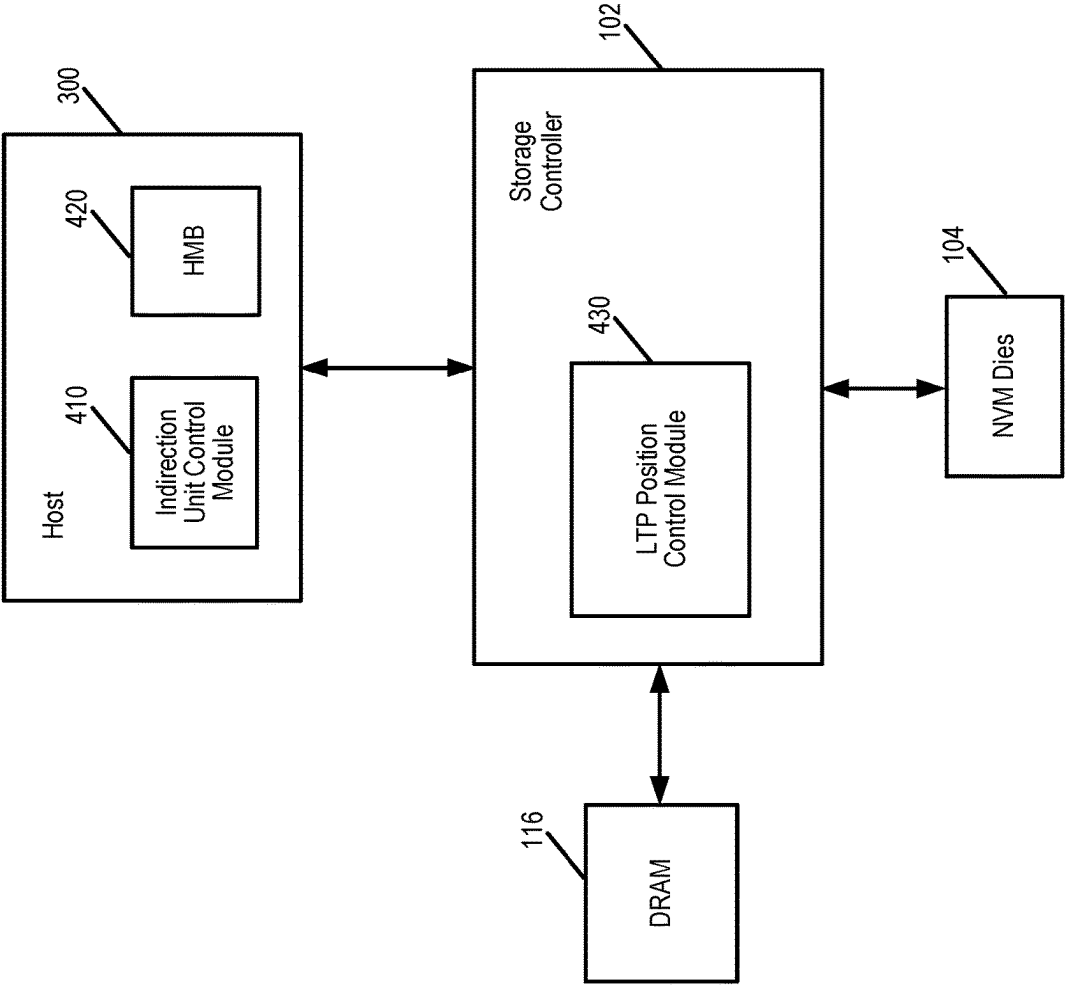 300
Host
410
Indirection
Unit Control
Module
420
HMB
102
Storage
Controller
430
LTP Position
Control Module
116
DRAM
104
NVM Dies